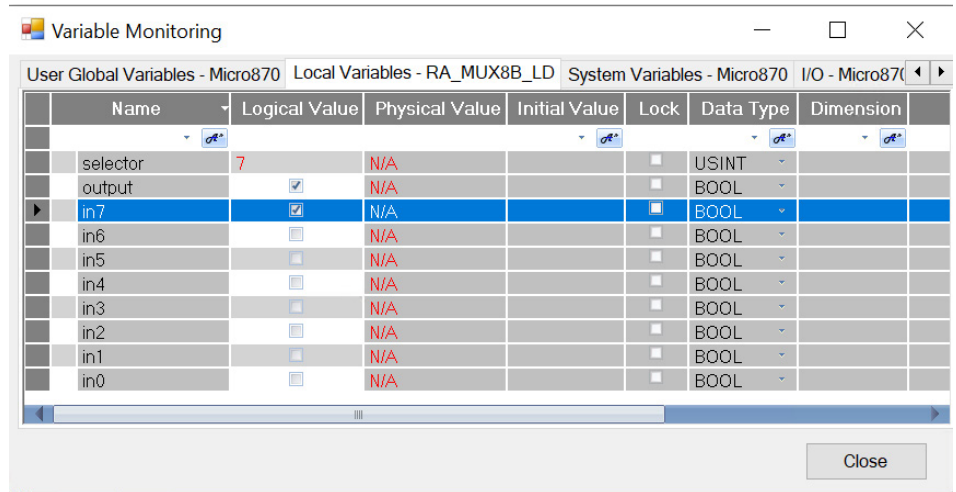 Variable Monitoring
User Global Variables - Micro870 Local Variables - RA_MUX8B_LD System Variables - Micro870 I/O - Micro87(
Name Logical Value Physical Value Initial Value Lock Data Type Dimension
selector 7 N/A USINT
output N/A BOOL
in7 N/A BOOL
in6 N/A BOOL
in5 N/A BOOL
in4 N/A BOOL
in3 N/A BOOL
in2 N/A BOOL
in1 N/A BOOL
in0 N/A BOOL
Close